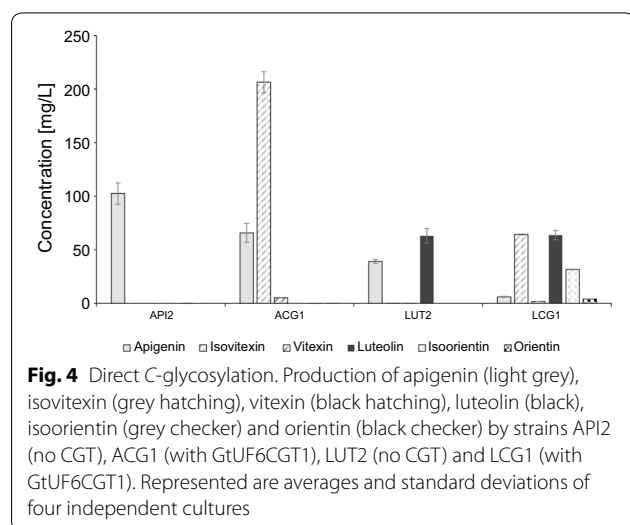 250
200
150
100
50
0
Concentration [mg/L]
API2 ACG1 LUT2 LCG1
Apigenin Isovitexin Vitexin Luteolin Isoorientin Orientin
Fig. 4 Direct C-glycosylation. Production of apigenin (light grey),
isovitexin (grey hatching), vitexin (black hatching), luteolin (black),
isoorientin (grey checker) and orientin (black checker) by strains API2
(no CGT), ACG1 (with GtUF6CGT1), LUT2 (no CGT) and LCG1 (with
GtUF6CGT1). Represented are averages and standard deviations of
four independent cultures